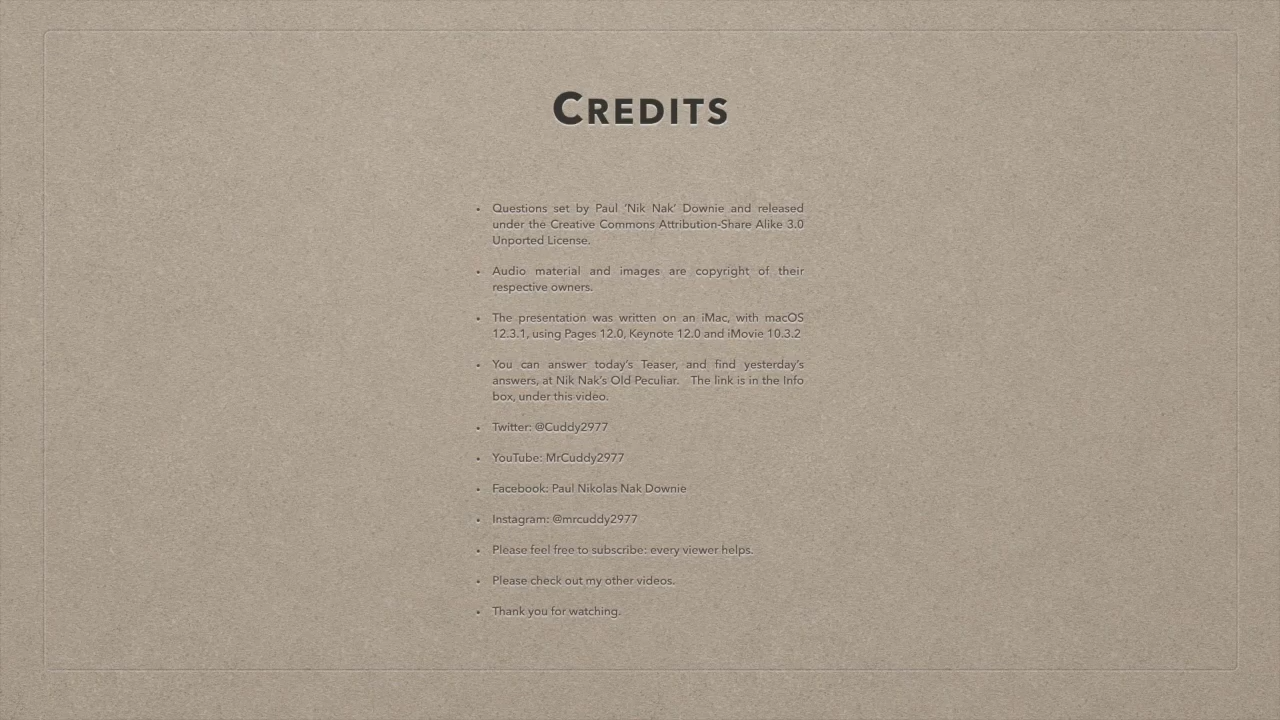 CREDITS
• Questions set by Paul ‘Nik Nak’ Downie and released
under the Creative Commons Attribution-Share Alike 3.0
Unported License.
• Audio material and images are copyright of their
respective owners.
• The presentation was written on an iMac, with macOS
12.3.1, using Pages 12.0, Keynote 12.0 and iMovie 10.3.2
• You can answer today’s Teaser, and find yesterday’s
answers, at Nik Nak’s Old Peculiar. The link is in the Info
box, under this video.
• Twitter: @Cuddy2977
• YouTube: MrCuddy2977
• Facebook: Paul Nikolas Nak Downie
• Instagram: @mrcuddy2977
• Please feel free to subscribe: every viewer helps.
• Please check out my other videos.
• Thank you for watching.